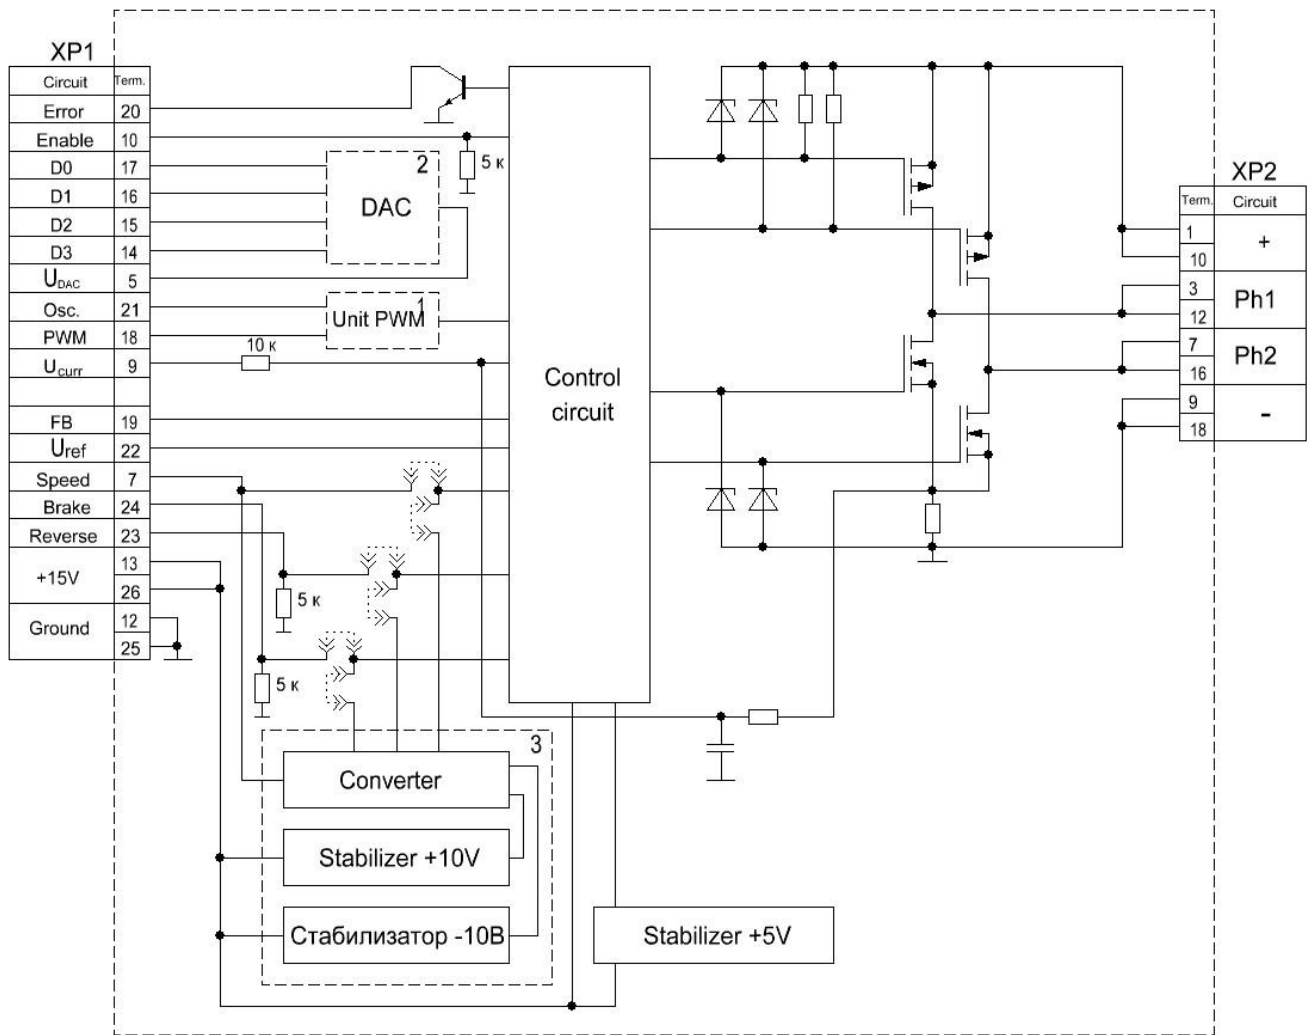 XP1
Circuit Term.
Error 20
Enable 10
D0 17
D1 16
D2 15
D3 14
UDAC 5
Osc. 21
PWM 18
Ucurr 9
FB 19
Uref 22
Speed 7
Brake 24
Reverse 23
+15V 13
26
Ground 12
25
5 к
2
DAC
1
Unit PWM
10 к
Control
circuit
5 к
5 к
3
Converter
Stabilizer +10V
Стабилизатор -10В
Stabilizer +5V
XP2
Term. Circuit
1
+
10
3
Ph1
12
7
Ph2
16
9
-
18